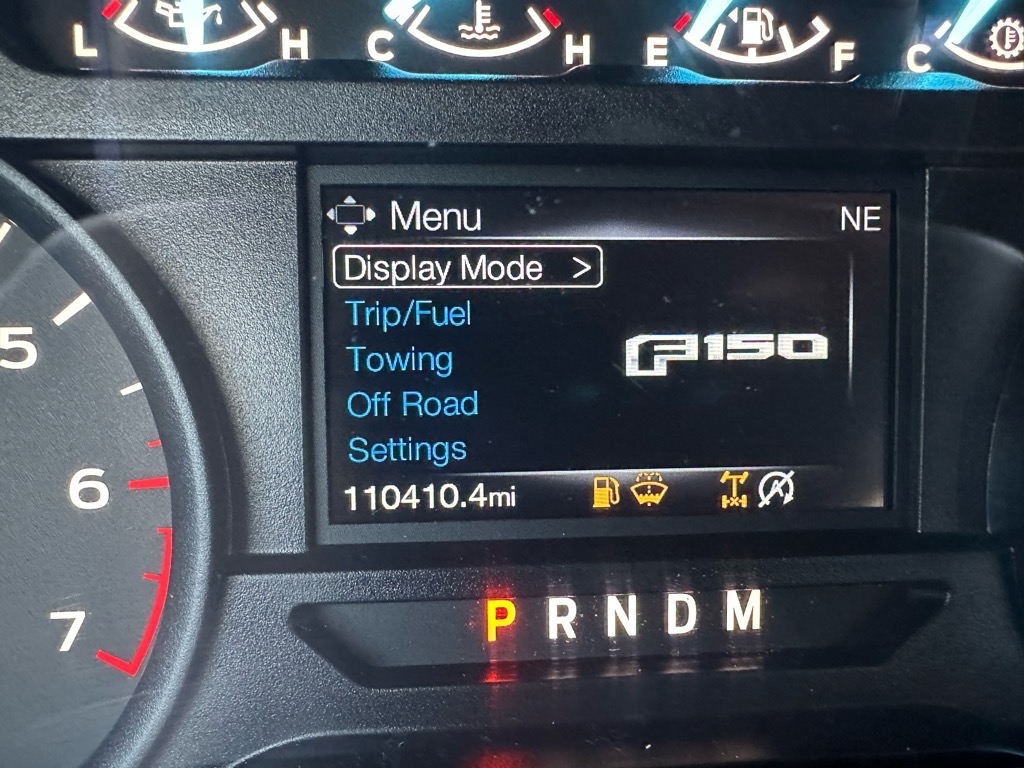 L H C H E F C
Menu NE
Display Mode >
Trip/Fuel
F150
Towing
Off Road
Settings
110410.4mi
5
6
7
P R N D M